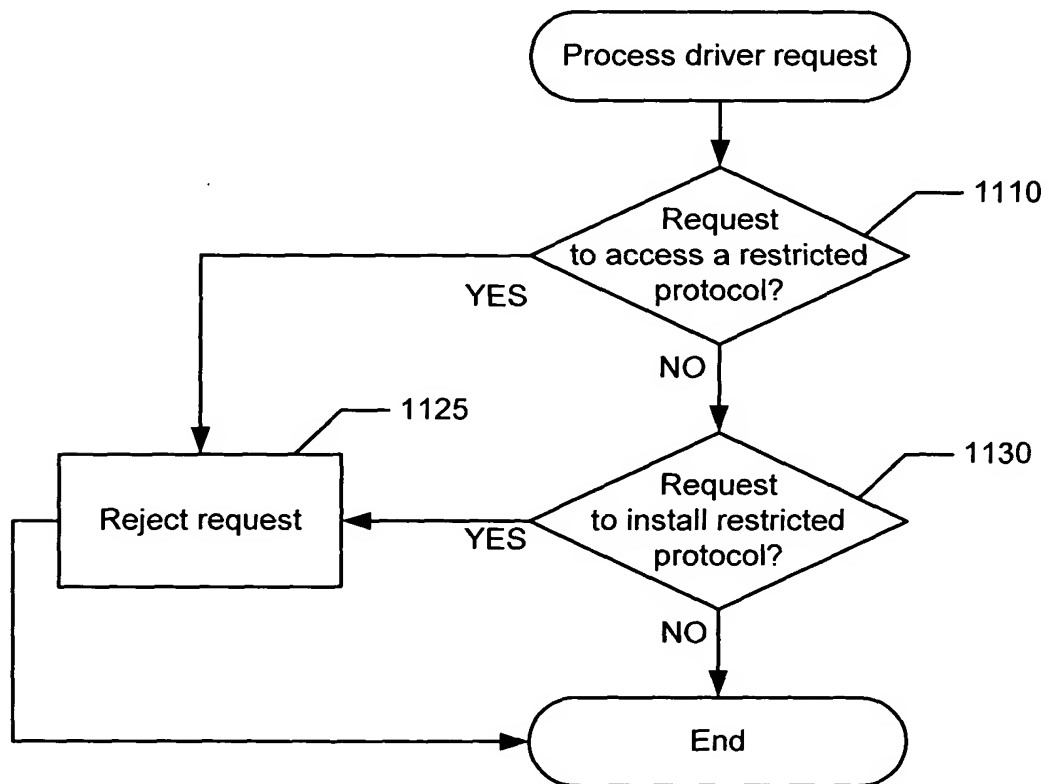 Process driver request
1110
Request
to access a restricted
protocol?
YES
NO
1125
1130
Request
to install restricted
protocol?
Reject request
YES
NO
End